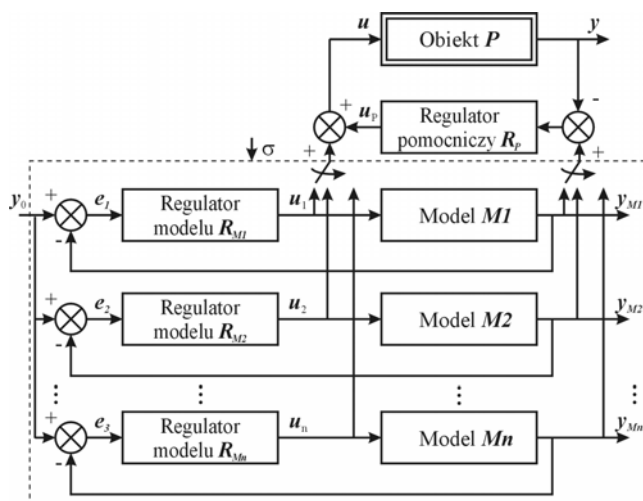 u
Obiekt P
y
+
-
u_P
Regulator
pomocniczy R_P
+
σ
+
y_0
+
-
e_1
Regulator
modelu R_M1
u_1
Model M1
y_M1
+
-
e_2
Regulator
modelu R_M2
u_2
Model M2
y_M2
+
-
e_3
Regulator
modelu R_Mn
u_n
Model Mn
y_Mn